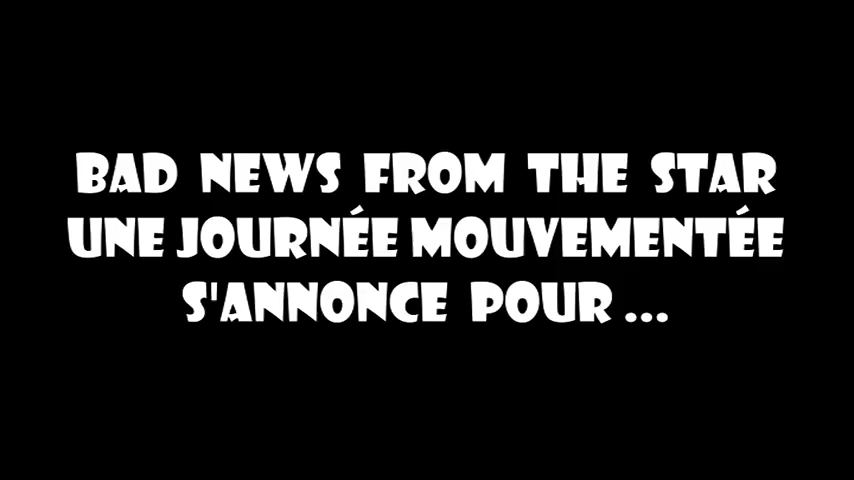 BAD NEWS FROM THE STAR
UNE JOURNÉE MOUVEMENTÉE
S'ANNONCE POUR ...